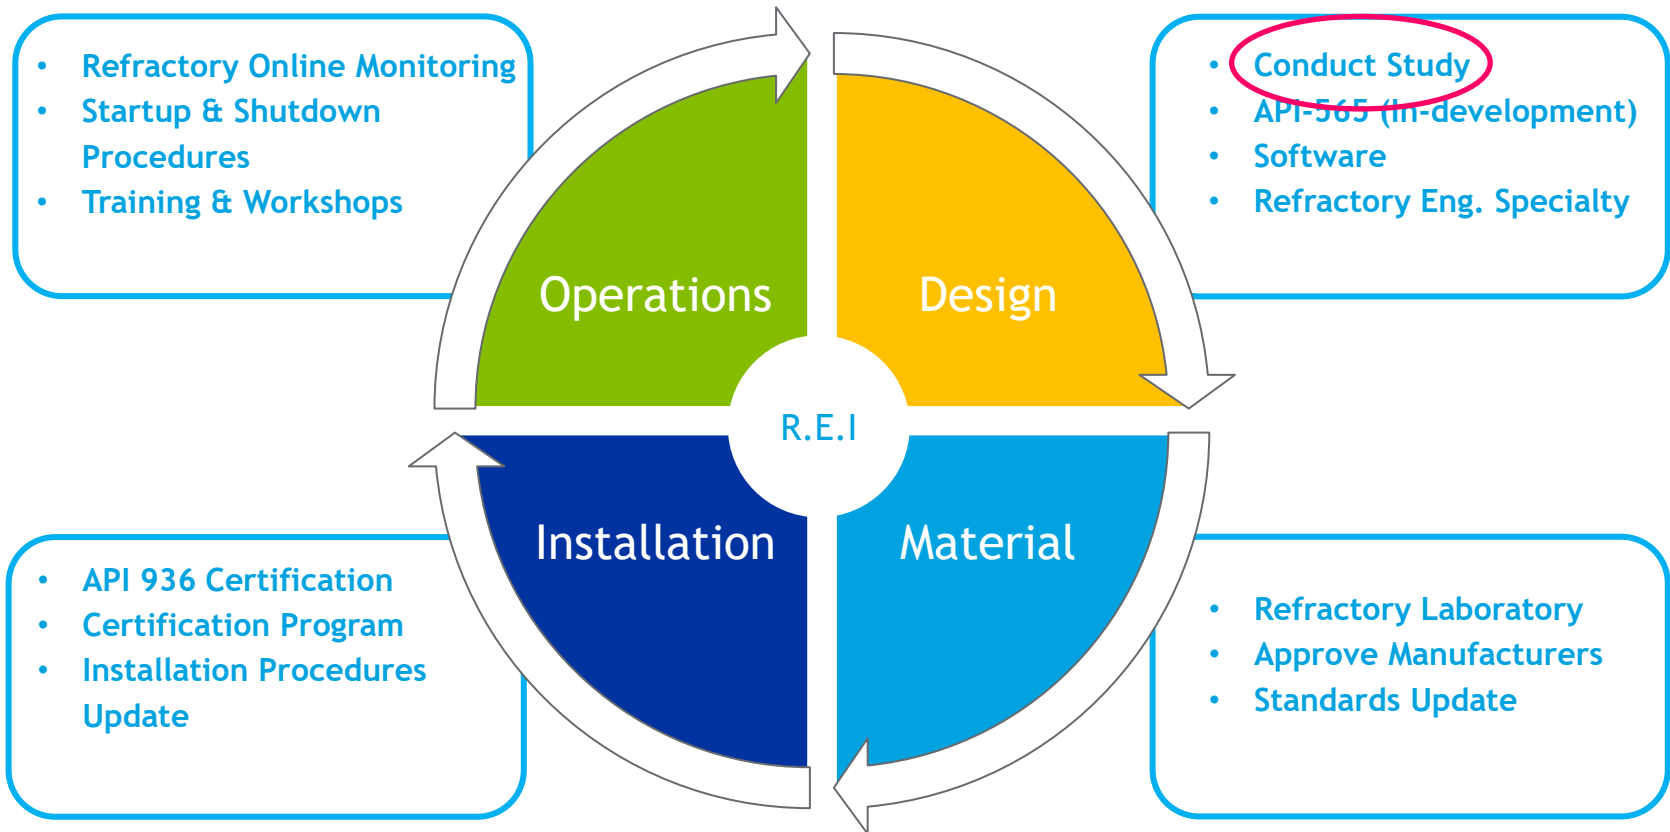 • Refractory Online Monitoring
• Startup & Shutdown
Procedures
• Training & Workshops
• Conduct Study
• API-565 (In-development)
• Software
• Refractory Eng. Specialty
Operations
Design
R.E.I
Installation
Material
• API 936 Certification
• Certification Program
• Installation Procedures
Update
• Refractory Laboratory
• Approve Manufacturers
• Standards Update